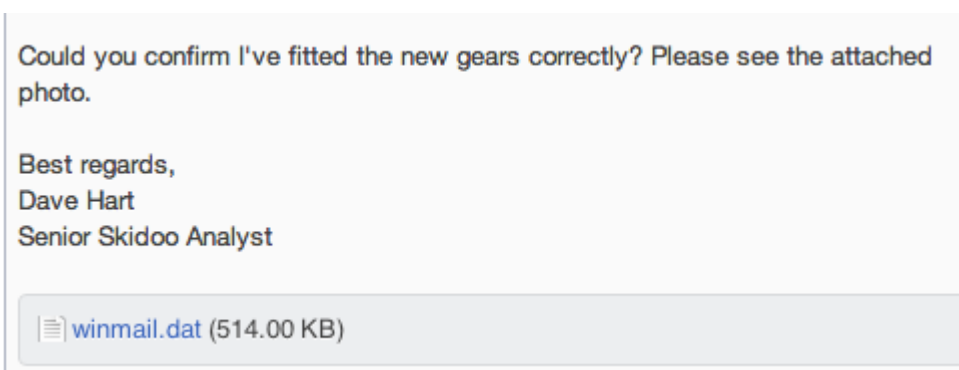 Could you confirm I've fitted the new gears correctly? Please see the attached
photo.
Best regards,
Dave Hart
Senior Skidoo Analyst
winmail.dat (514.00 KB)